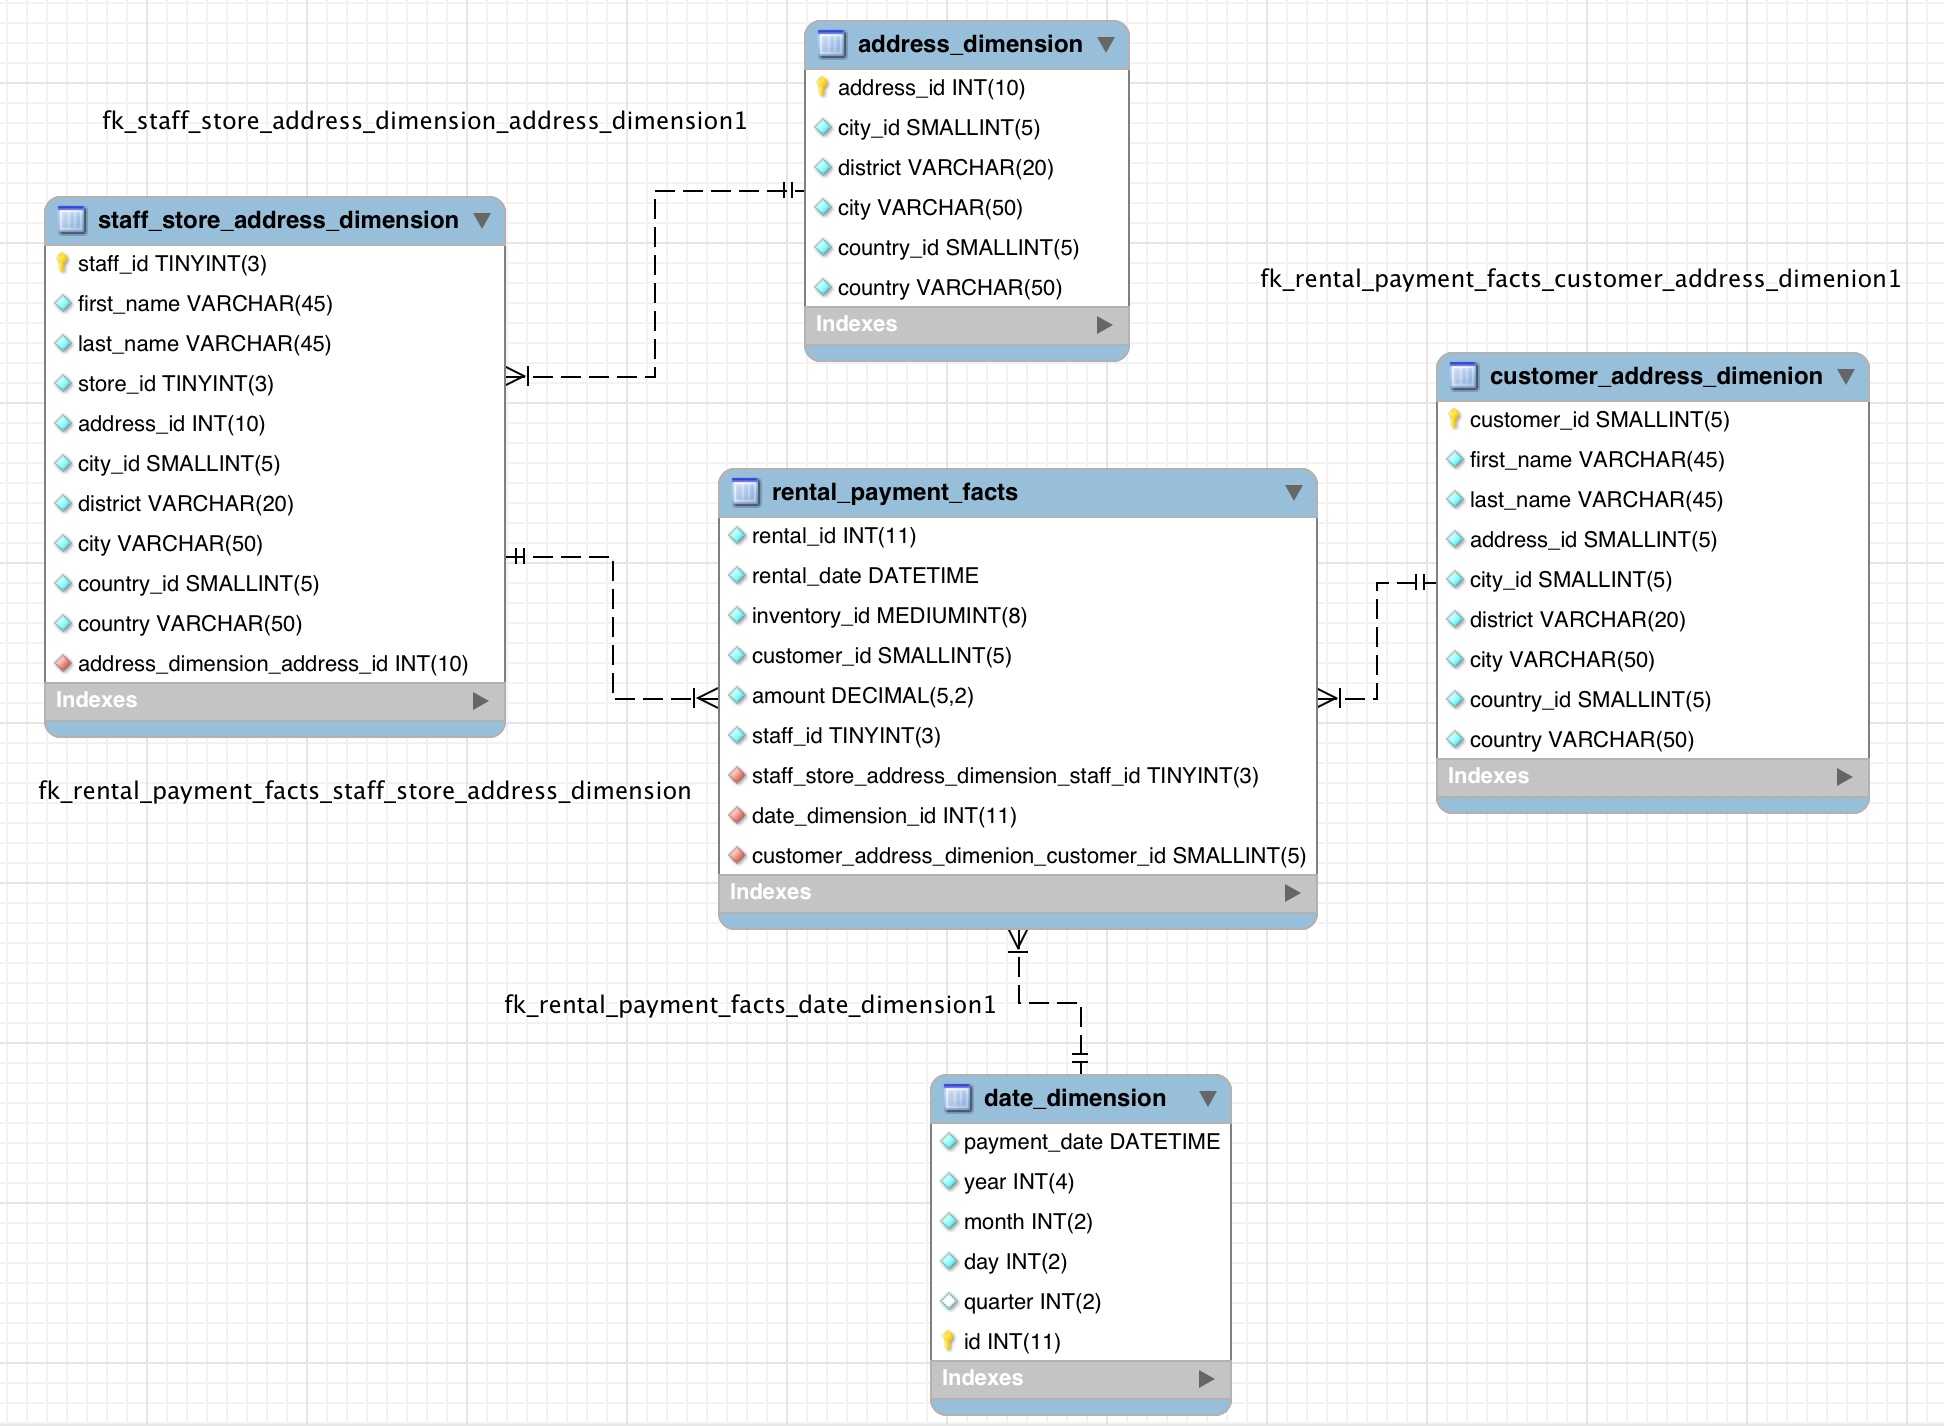 address_dimension
address_id INT(10)
city_id SMALLINT(5)
district VARCHAR(20)
city VARCHAR(50)
country_id SMALLINT(5)
country VARCHAR(50)
Indexes
fk_staff_store_address_dimension_address_dimension1
staff_store_address_dimension
staff_id TINYINT(3)
first_name VARCHAR(45)
last_name VARCHAR(45)
store_id TINYINT(3)
address_id INT(10)
city_id SMALLINT(5)
district VARCHAR(20)
city VARCHAR(50)
country_id SMALLINT(5)
country VARCHAR(50)
address_dimension_address_id INT(10)
Indexes
fk_rental_payment_facts_customer_address_dimenion1
customer_address_dimenion
customer_id SMALLINT(5)
first_name VARCHAR(45)
last_name VARCHAR(45)
address_id SMALLINT(5)
city_id SMALLINT(5)
district VARCHAR(20)
city VARCHAR(50)
country_id SMALLINT(5)
country VARCHAR(50)
Indexes
rental_payment_facts
rental_id INT(11)
rental_date DATETIME
inventory_id MEDIUMINT(8)
customer_id SMALLINT(5)
amount DECIMAL(5,2)
staff_id TINYINT(3)
staff_store_address_dimension_staff_id TINYINT(3)
date_dimension_id INT(11)
customer_address_dimenion_customer_id SMALLINT(5)
Indexes
fk_rental_payment_facts_staff_store_address_dimension
fk_rental_payment_facts_date_dimension1
date_dimension
payment_date DATETIME
year INT(4)
month INT(2)
day INT(2)
quarter INT(2)
id INT(11)
Indexes